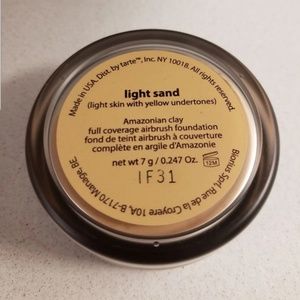 Made in USA. Dist. by tarte™, Inc. NY 10018. All rights reserved.
light sand
(light skin with yellow undertones)
Amazonian clay
full coverage airbrush foundation
fond de teint airbrush à couverture
complète en argile d'Amazonie
net wt 7 g / 0.247 Oz.
12M
1F31
Bionius Sprl, Rue de la Croyere 10A, B-7170 Manage, BE